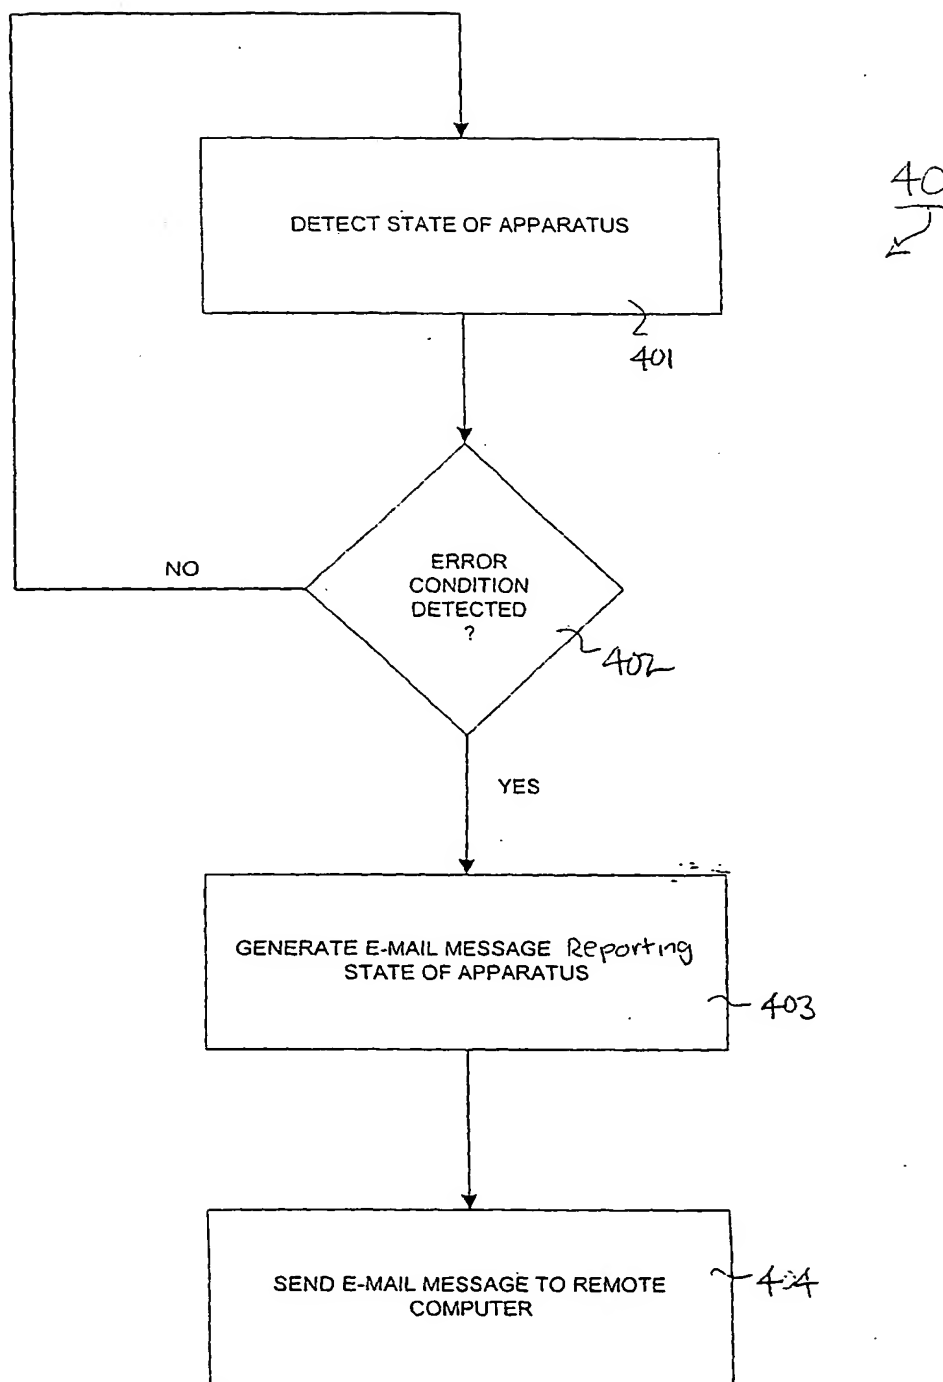 DETECT STATE OF APPARATUS
40
401
ERROR
CONDITION
DETECTED
?
402
NO
YES
GENERATE E-MAIL MESSAGE Reporting
STATE OF APPARATUS
403
SEND E-MAIL MESSAGE TO REMOTE
COMPUTER
404